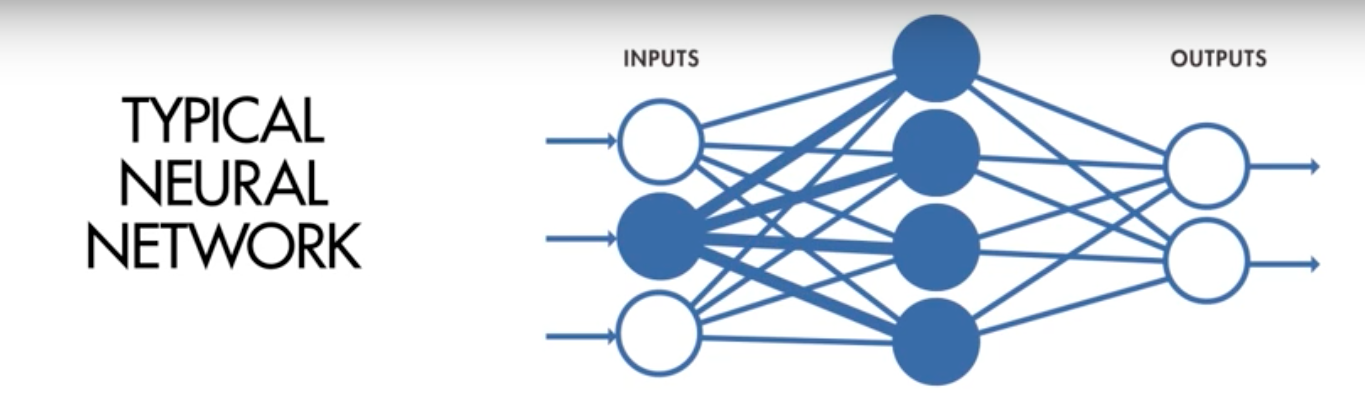 TYPICAL
NEURAL
NETWORK
INPUTS
OUTPUTS